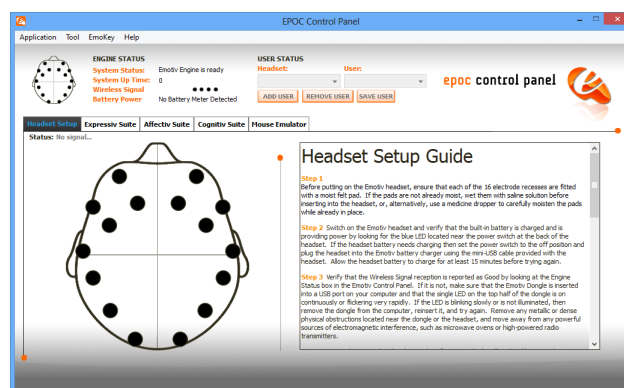 EPOC Control Panel
Application Tool EmoKey Help
ENGINE STATUS
System Status: Emotiv Engine is ready
System Up Time: 0
Wireless Signal
Battery Power No Battery Meter Detected
USER STATUS
Headset: User:
ADD USER REMOVE USER SAVE USER
epoc control panel
Headset Setup Expressiv Suite Affectiv Suite Cognitiv Suite Mouse Emulator
Status: No signal...
Headset Setup Guide
Step 1
Before putting on the Emotiv headset, ensure that each of the 16 electrode recesses are fitted
with a moist felt pad. If the pads are not already moist, wet them with saline solution before
inserting into the headset, or, alternatively, use a medicine dropper to carefully moisten the pads
while already in place.
Step 2 Switch on the Emotiv headset and verify that the built-in battery is charged and is
providing power by looking for the blue LED located near the power switch at the back of the
headset. If the headset battery needs charging then set the power switch to the off position and
plug the headset into the Emotiv battery charger using the mini-USB cable provided with the
headset. Allow the headset battery to charge for at least 15 minutes before trying again.
Step 3 Verify that the Wireless Signal reception is reported as Good by looking at the Engine
Status box in the Emotiv Control Panel. If it is not, make sure that the Emotiv Dongle is inserted
into a USB port on your computer and that the single LED on the top half of the dongle is on
continuously or flickering very rapidly. If the LED is blinking slowly or is not illuminated, then
remove the dongle from the computer, reinsert it, and try again. Remove any metallic or dense
physical obstructions located near the dongle or the headset, and move away from any powerful
sources of electromagnetic interference, such as microwave ovens or high-powered radio
transmitters.